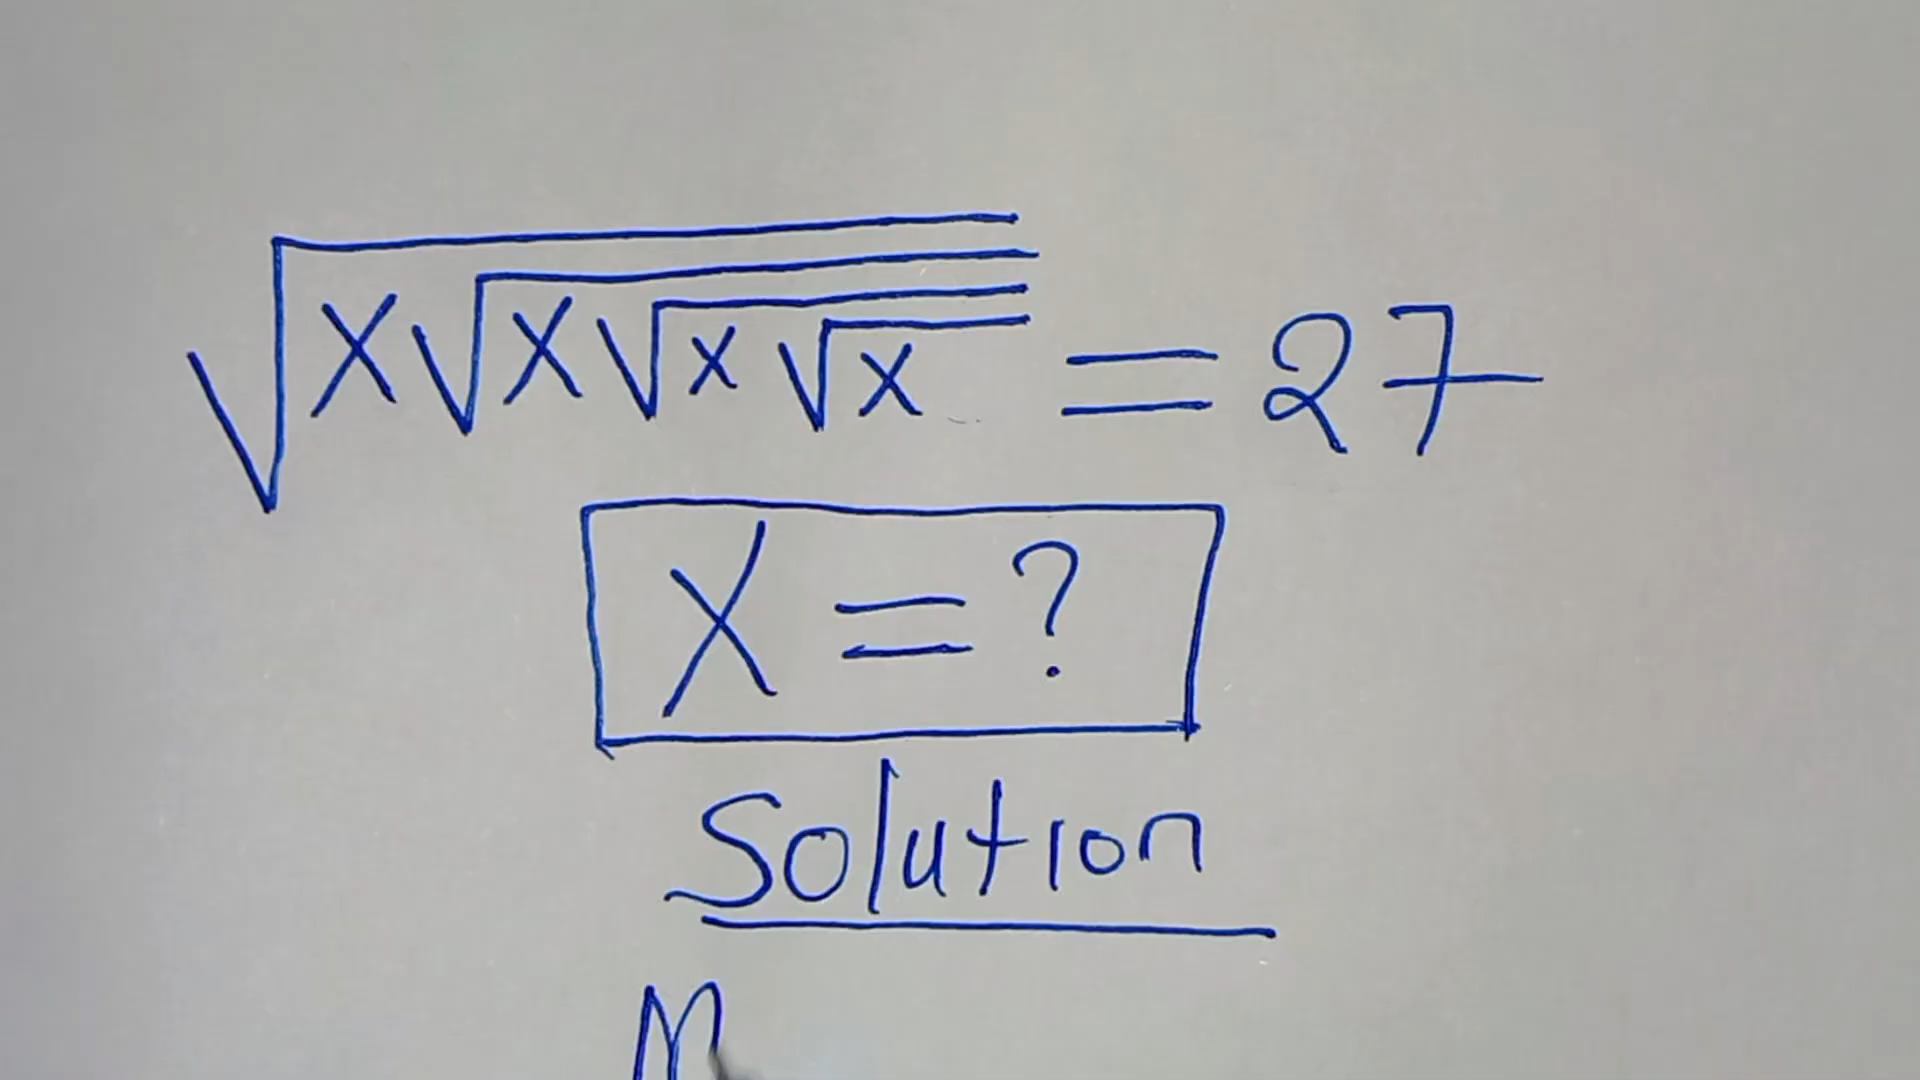 √X√X√x√x = 27
X = ?
Solution
M